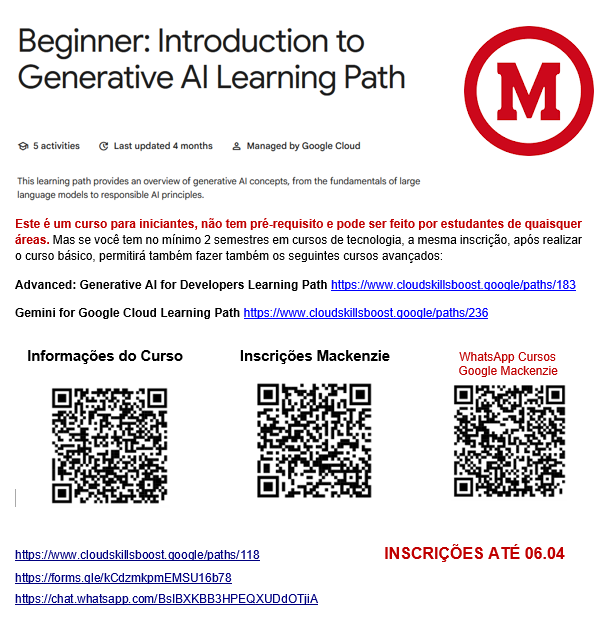 Beginner: Introduction to
Generative AI Learning Path
M
5 activities Last updated 4 months Managed by Google Cloud
This learning path provides an overview of generative AI concepts, from the fundamentals of large
language models to responsible AI principles.
Este é um curso para iniciantes, não tem pré-requisito e pode ser feito por estudantes de quaisquer
áreas. Mas se você tem no mínimo 2 semestres em cursos de tecnologia, a mesma inscrição, após realizar
o curso básico, permitirá também fazer também os seguintes cursos avançados:
Advanced: Generative AI for Developers Learning Path https://www.cloudskillsboost.google/paths/183
Gemini for Google Cloud Learning Path https://www.cloudskillsboost.google/paths/236
Informações do Curso
Inscrições Mackenzie
WhatsApp Cursos
Google Mackenzie
https://www.cloudskillsboost.google/paths/118
INSCRIÇÕES ATÉ 06.04
https://forms.gle/kCdzmkpmEMSU16b78
https://chat.whatsapp.com/BsIBXKBB3HPEQXUDdOTjiA